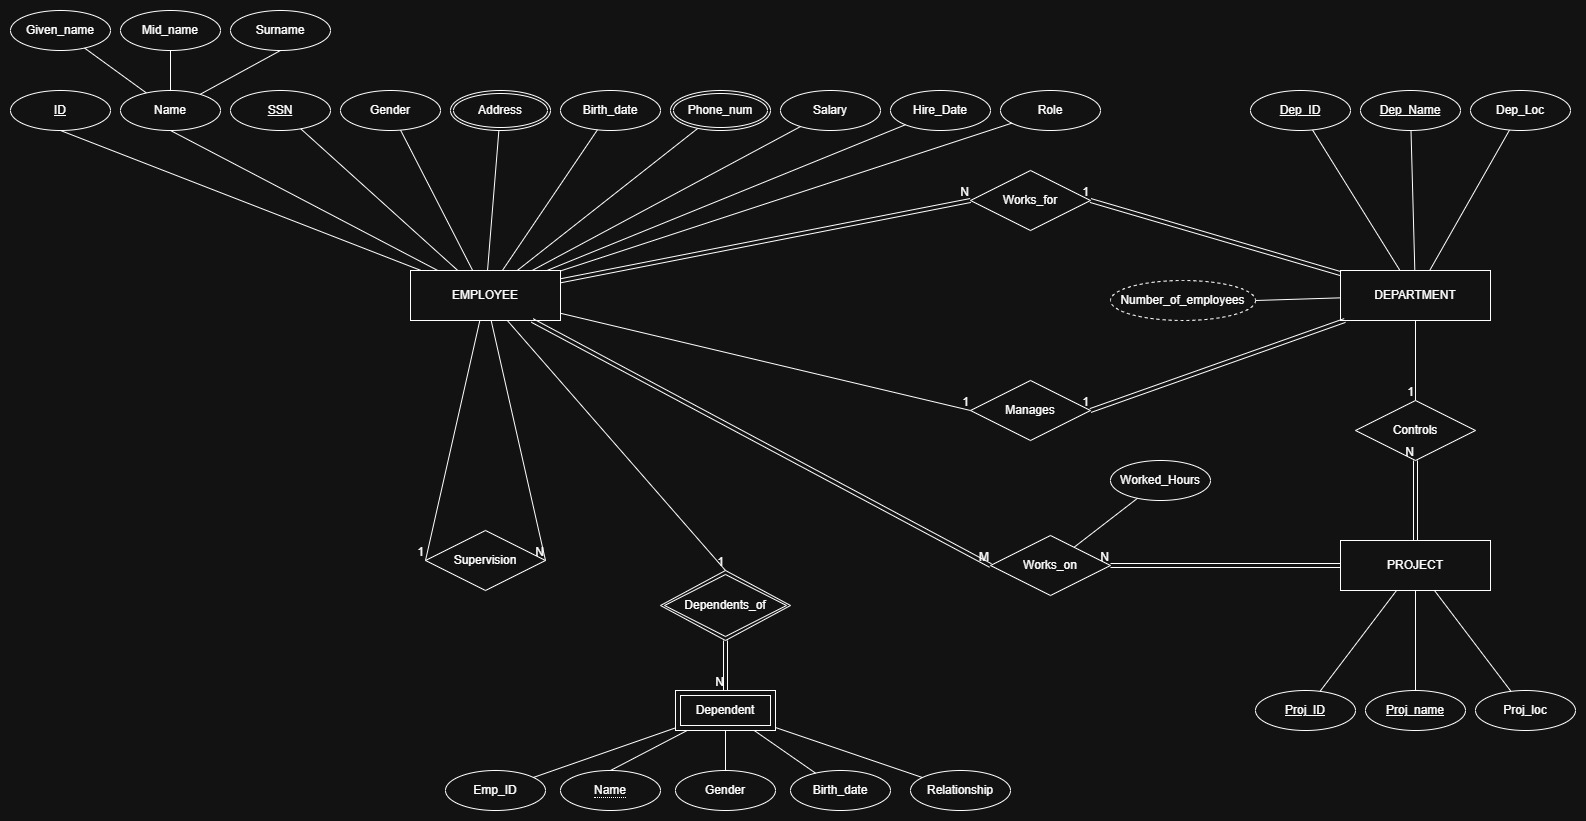 Given_name
Mid_name
Surname
ID
Name
SSN
Gender
Address
Birth_date
Phone_num
Salary
Hire_Date
Role
Dep_ID
Dep_Name
Dep_Loc
N
Works_for
1
EMPLOYEE
Number_of_employees
DEPARTMENT
1
Manages
1
1
Controls
N
Worked_Hours
1
Supervision
N
M
Works_on
N
PROJECT
1
Dependents_of
N
Dependent
Proj_ID
Proj_name
Proj_loc
Emp_ID
Name
Gender
Birth_date
Relationship